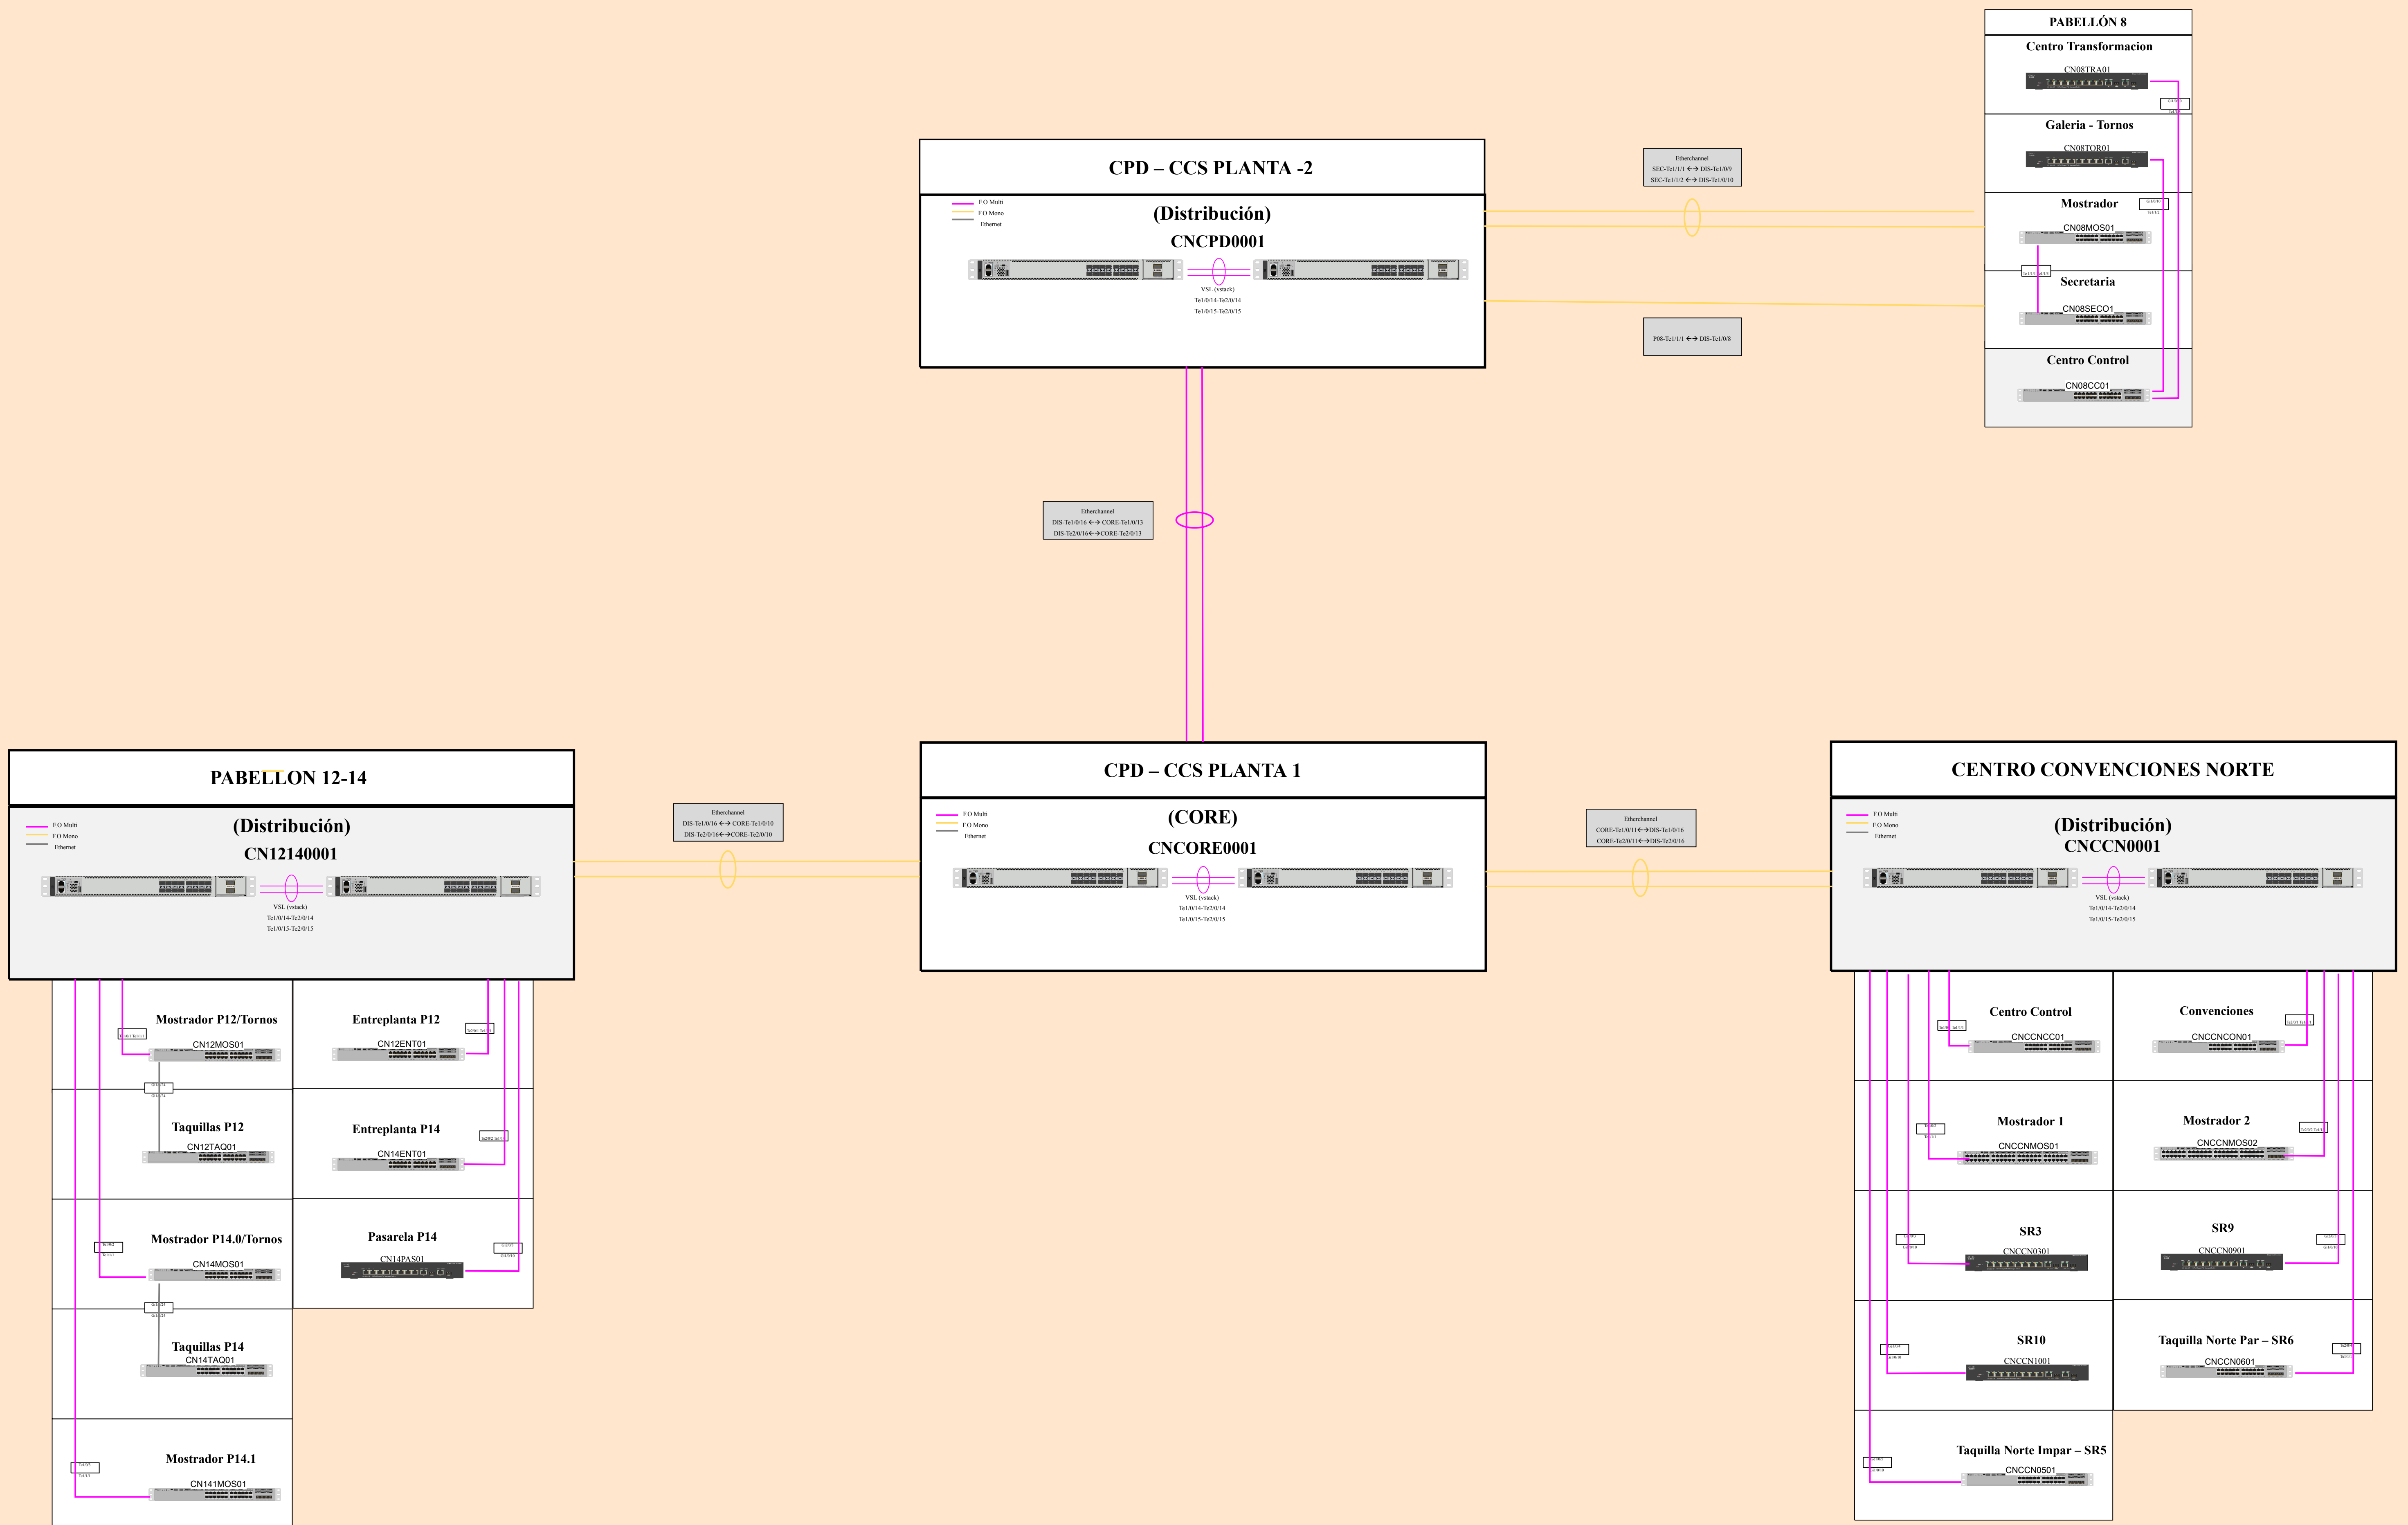 PABELLÓN 8
Centro Transformacion
CN08TRA01
Galeria - Tornos
CN08TOR01
Mostrador
CN08MOS01
Te1/1/2
Secretaria
CN08SECO1
Centro Control
CN08CC01
CPD – CCS PLANTA -2
F.O Multi
F.O Mono
Ethernet
(Distribución)
CNCPD0001
VSL (vstack)
Te1/0/14-Te2/0/14
Te1/0/15-Te2/0/15
Etherchannel
SEC-Te1/1/1 ←→ DIS-Te1/0/9
SEC-Te1/1/2 ←→ DIS-Te1/0/10
P08-Te1/1/1 ←→ DIS-Te1/0/8
Etherchannel
DIS-Te1/0/16 ←→ CORE-Te1/0/13
DIS-Te2/0/16←→CORE-Te2/0/13
PABELLON 12-14
F.O Multi
F.O Mono
Ethernet
(Distribución)
CN12140001
VSL (vstack)
Te1/0/14-Te2/0/14
Te1/0/15-Te2/0/15
Etherchannel
DIS-Te1/0/16 ←→ CORE-Te1/0/10
DIS-Te2/0/16←→CORE-Te2/0/10
CPD – CCS PLANTA 1
F.O Multi
F.O Mono
Ethernet
(CORE)
CNCORE0001
VSL (vstack)
Te1/0/14-Te2/0/14
Te1/0/15-Te2/0/15
Etherchannel
CORE-Te1/0/11←→DIS-Te1/0/16
CORE-Te2/0/11←→DIS-Te2/0/16
CENTRO CONVENCIONES NORTE
F.O Multi
F.O Mono
Ethernet
(Distribución)
CNCCN0001
VSL (vstack)
Te1/0/14-Te2/0/14
Te1/0/15-Te2/0/15
Mostrador P12/Tornos
CN12MOS01
Taquillas P12
CN12TAQ01
Mostrador P14.0/Tornos
CN14MOS01
Taquillas P14
CN14TAQ01
Mostrador P14.1
CN141MOS01
Entreplanta P12
CN12ENT01
Entreplanta P14
CN14ENT01
Pasarela P14
CN14PAS01
Centro Control
CNCCNCC01
Mostrador 1
CNCCNMOS01
SR3
CNCCN0301
SR10
CNCCN1001
Taquilla Norte Impar – SR5
CNCCN0501
Convenciones
CNCCNCON01
Mostrador 2
CNCCNMOS02
SR9
CNCCN0901
Taquilla Norte Par – SR6
CNCCN0601